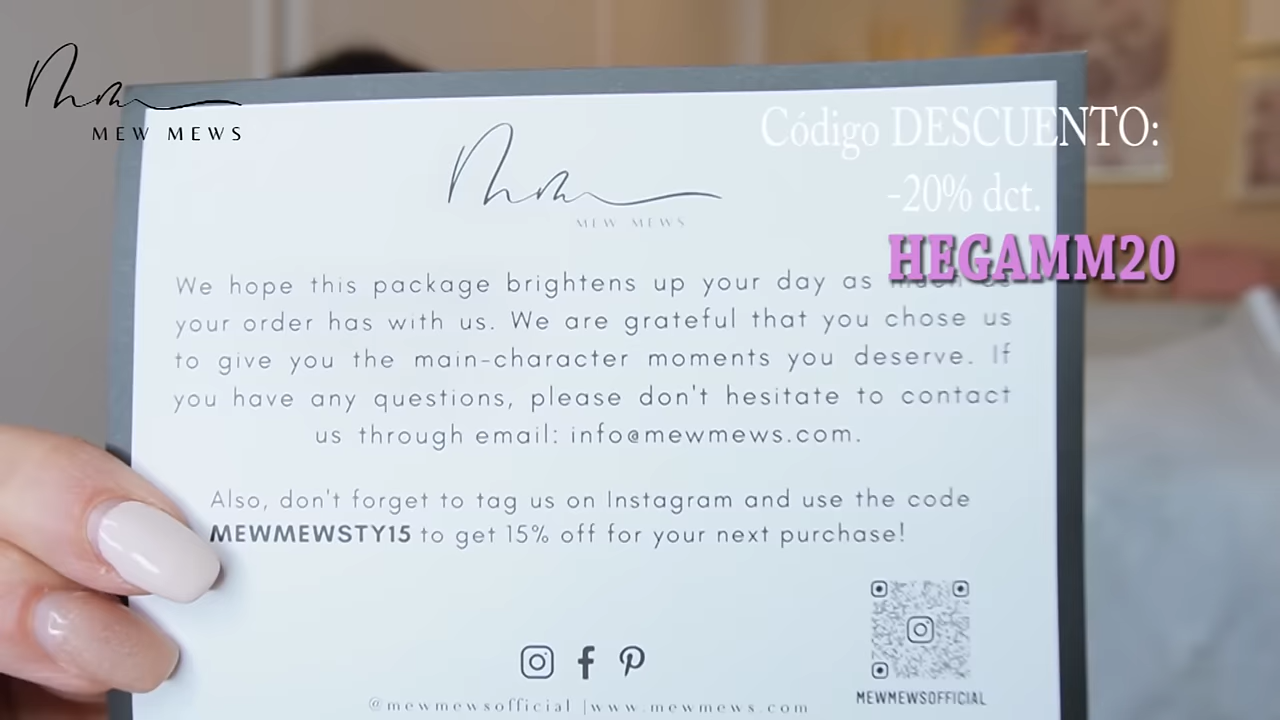 MEW MEWS
Código DESCUENTO:
-20% dct.
HEGAMM20
MEW MEWS
We hope this package brightens up your day as
your order has with us. We are grateful that you chose us
to give you the main-character moments you deserve. If
you have any questions, please don't hesitate to contact
us through email: info@mewmews.com.
Also, don't forget to tag us on Instagram and use the code
MEWMEWSTY15 to get 15% off for your next purchase!
MEWMEWSOFFICIAL
@mewmewsofficial |www.mewmews.com